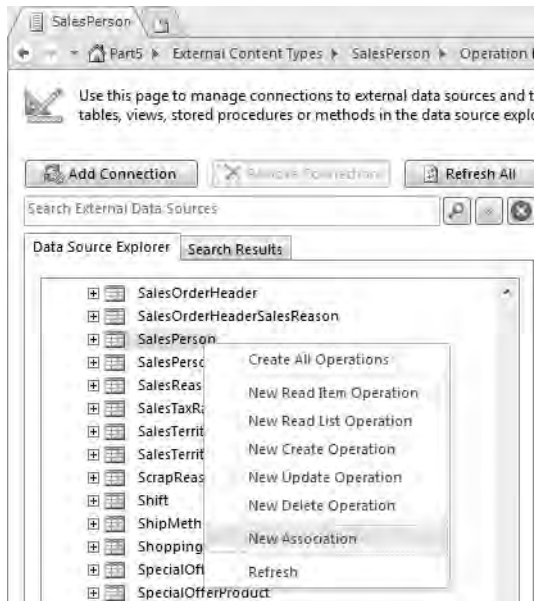 SalesPerson
Part5 ▸ External Content Types ▸ SalesPerson ▸ Operation
Use this page to manage connections to external data sources and t
tables, views, stored procedures or methods in the data source explo
Add Connection Remove Connection Refresh All
Search External Data Sources
Data Source Explorer Search Results
SalesOrderHeader
SalesOrderHeaderSalesReason
SalesPerson
SalesPerso
SalesReas
SalesTaxRa
SalesTerrit
SalesTerrit
ScrapReas
Shift
ShipMeth
Shopping
SpecialOff
SpecialOfferProduct
Create All Operations
New Read Item Operation
New Read List Operation
New Create Operation
New Update Operation
New Delete Operation
New Association
Refresh